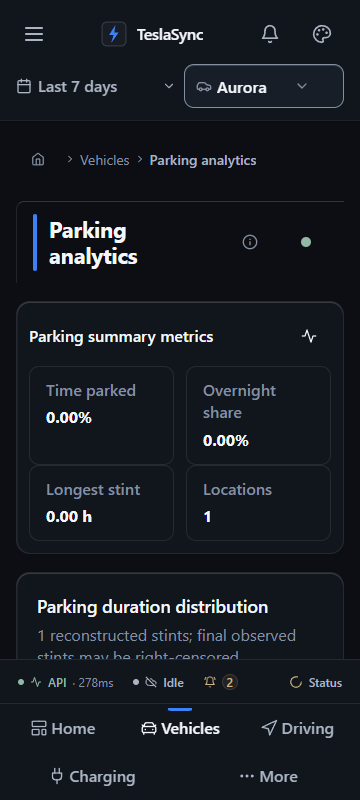 TeslaSync
Last 7 days
Aurora
Vehicles
Parking analytics
Parking
analytics
Parking summary metrics
Time parked
0.00%
Overnight
share
0.00%
Longest stint
0.00 h
Locations
1
Parking duration distribution
1 reconstructed stints; final observed
stints may be right-censored
API · 278ms
Idle
2
Status
Home
Vehicles
Driving
Charging
More